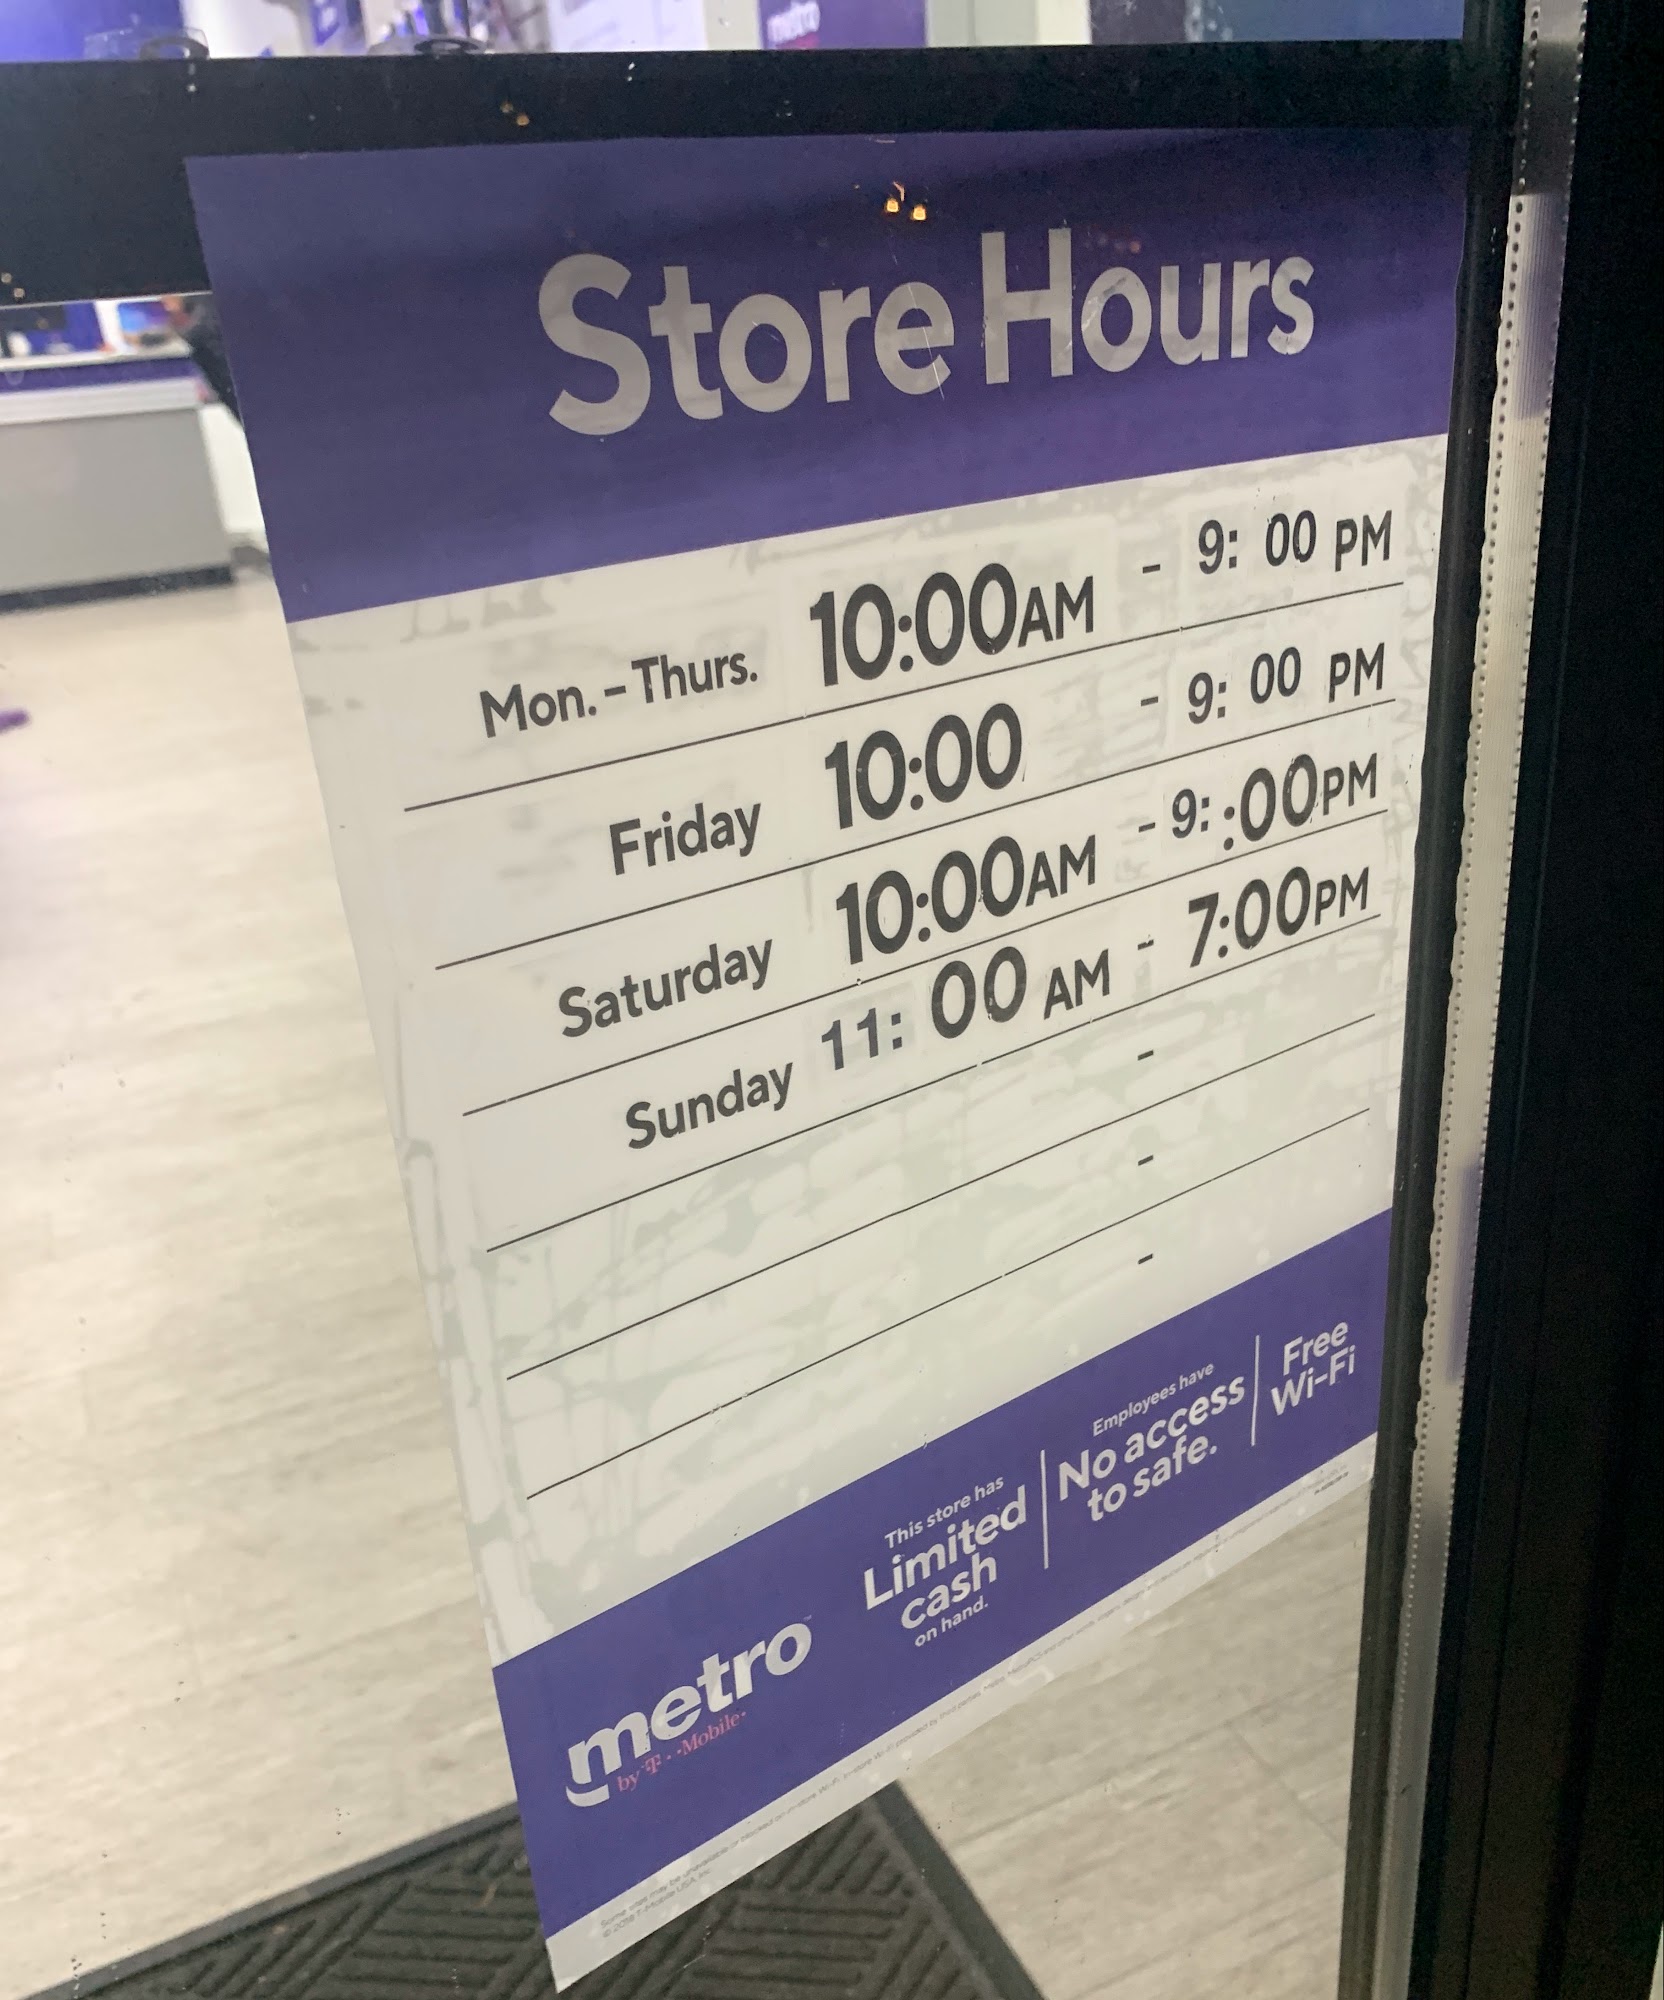 metro
Store Hours
Mon. – Thurs. 10:00AM - 9: 00 PM
Friday 10:00 - 9: 00 PM
Saturday 10:00AM - 9: :00PM
Sunday 11: 00 AM - 7:00PM
-
-
-
This store has
Limited
cash
on hand.
Employees have
No access
to safe.
Free
Wi-Fi
metro™
by T-Mobile